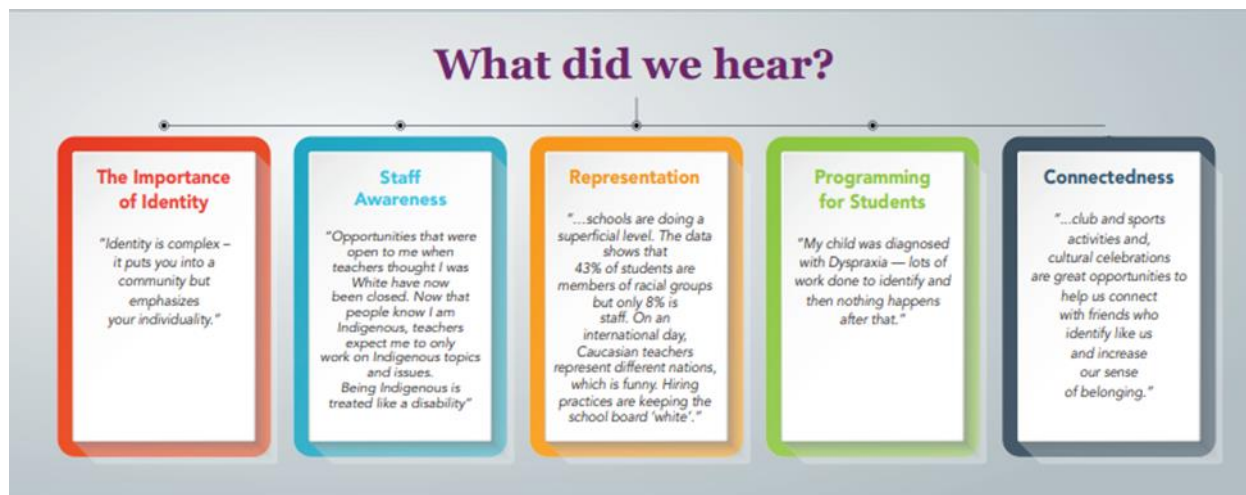 What did we hear?
The Importance
of Identity
"Identity is complex –
it puts you into a
community but
emphasizes
your individuality."
Staff
Awareness
"Opportunities that were
open to me when
teachers thought I was
White have now
been closed. Now that
people know I am
Indigenous, teachers
expect me to only
work on Indigenous topics
and issues.
Being Indigenous is
treated like a disability"
Representation
"...schools are doing a
superficial level. The data
shows that
43% of students are
members of racial groups
but only 8% is
staff. On an
international day,
Caucasian teachers
represent different nations,
which is funny. Hiring
practices are keeping the
school board 'white'."
Programming
for Students
"My child was diagnosed
with Dyspraxia — lots of
work done to identify and
then nothing happens
after that."
Connectedness
"...club and sports
activities and,
cultural celebrations
are great opportunities to
help us connect
with friends who
identify like us
and increase
our sense
of belonging."